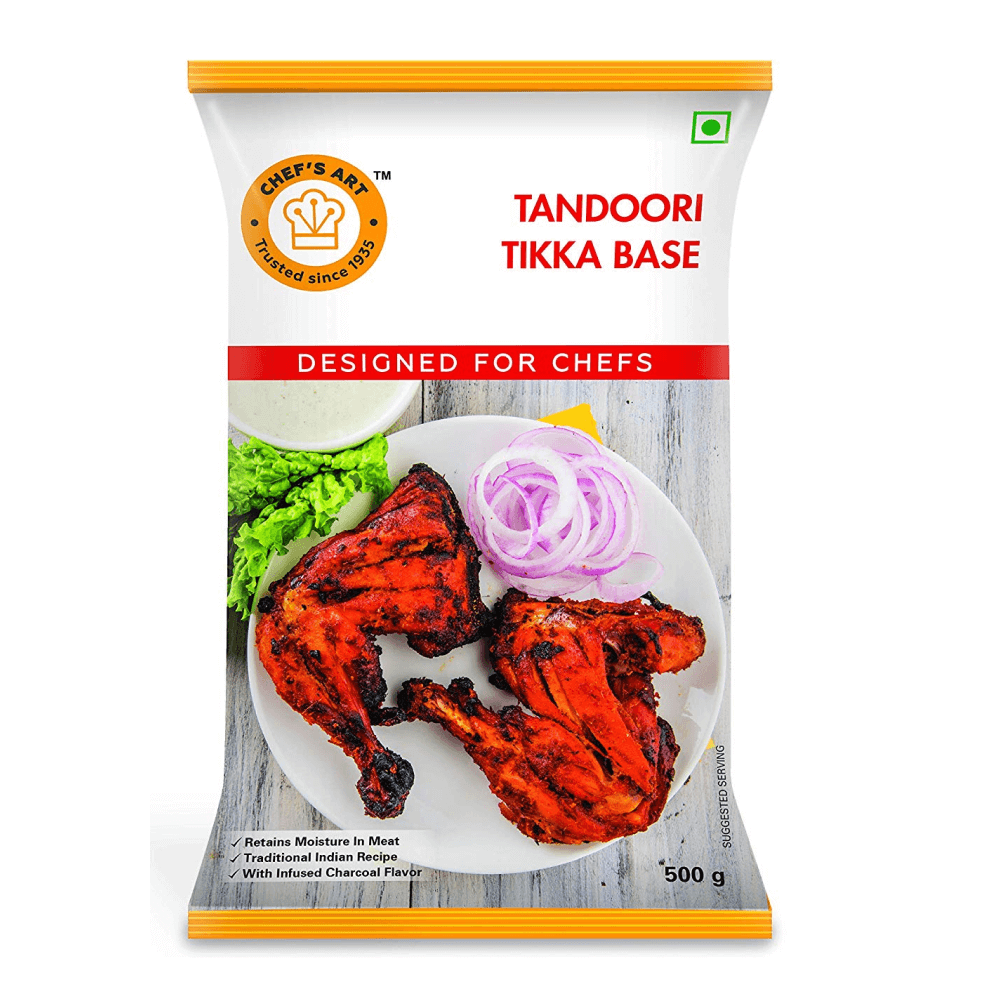 CHEF'S ART
TM
Trusted since 1935
TANDOORI
TIKKA BASE
DESIGNED FOR CHEFS
SUGGESTED SERVING
✓ Retains Moisture In Meat
✓ Traditional Indian Recipe
✓ With Infused Charcoal Flavor
500 g